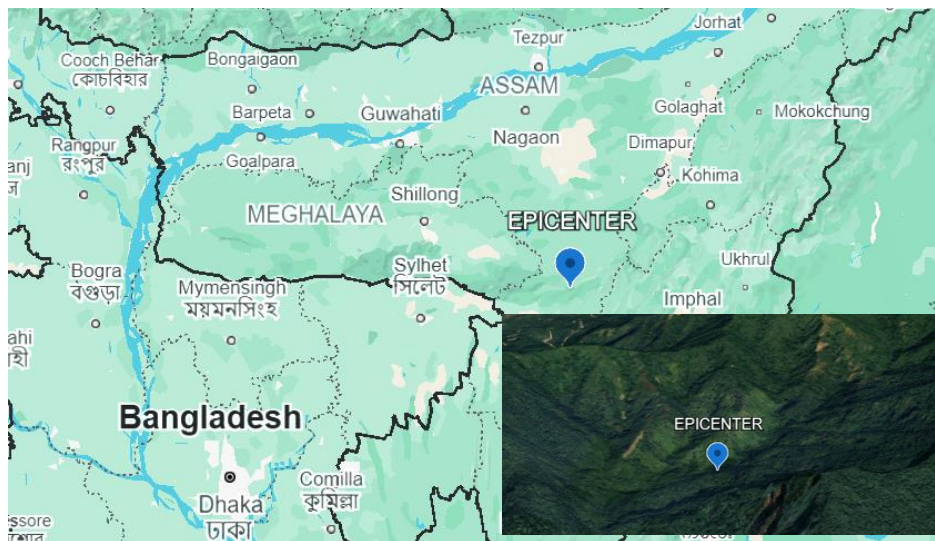 Jorhat
Cooch Behar
কোচবিহার
Bongaigaon
Tezpur
ASSAM
Barpeta
Guwahati
Golaghat
Mokokchung
Rangpur
রংপুর
Nagaon
Dimapur
Goalpara
Kohima
Shillong
MEGHALAYA
EPICENTER
Ukhrul
Bogra
বগুড়া
Sylhet
সিলেট
Mymensingh
ময়মনসিংহ
Imphal
EPICENTER
Bangladesh
Comilla
কুমিল্লা
Dhaka
ঢাকা